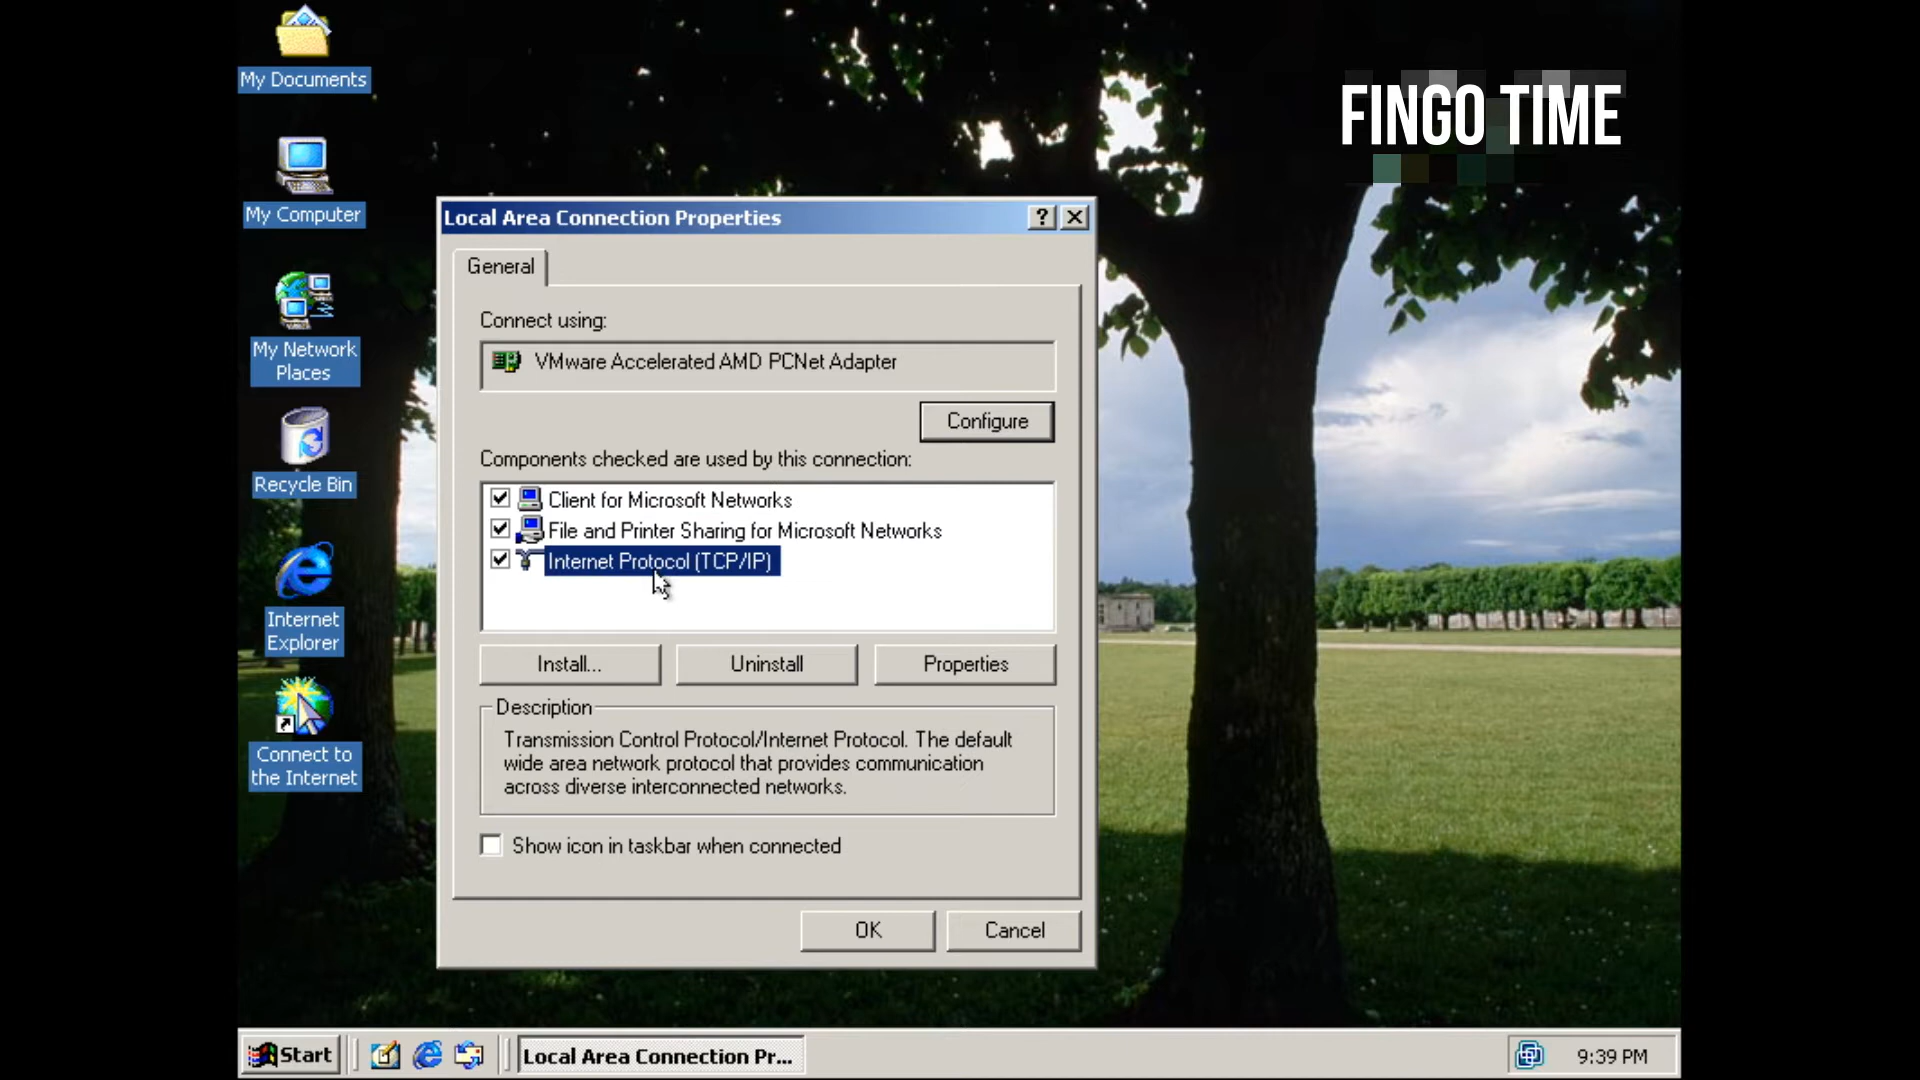 My Documents
FINGO TIME
My Computer
My Network
Places
Recycle Bin
Internet
Explorer
Connect to
the Internet
Local Area Connection Properties
General
Connect using:
VMware Accelerated AMD PCNet Adapter
Configure
Components checked are used by this connection:
Client for Microsoft Networks
File and Printer Sharing for Microsoft Networks
Internet Protocol (TCP/IP)
Install...
Uninstall
Properties
Description
Transmission Control Protocol/Internet Protocol. The default
wide area network protocol that provides communication
across diverse interconnected networks.
Show icon in taskbar when connected
OK
Cancel
Start
Local Area Connection Pr...
9:39 PM